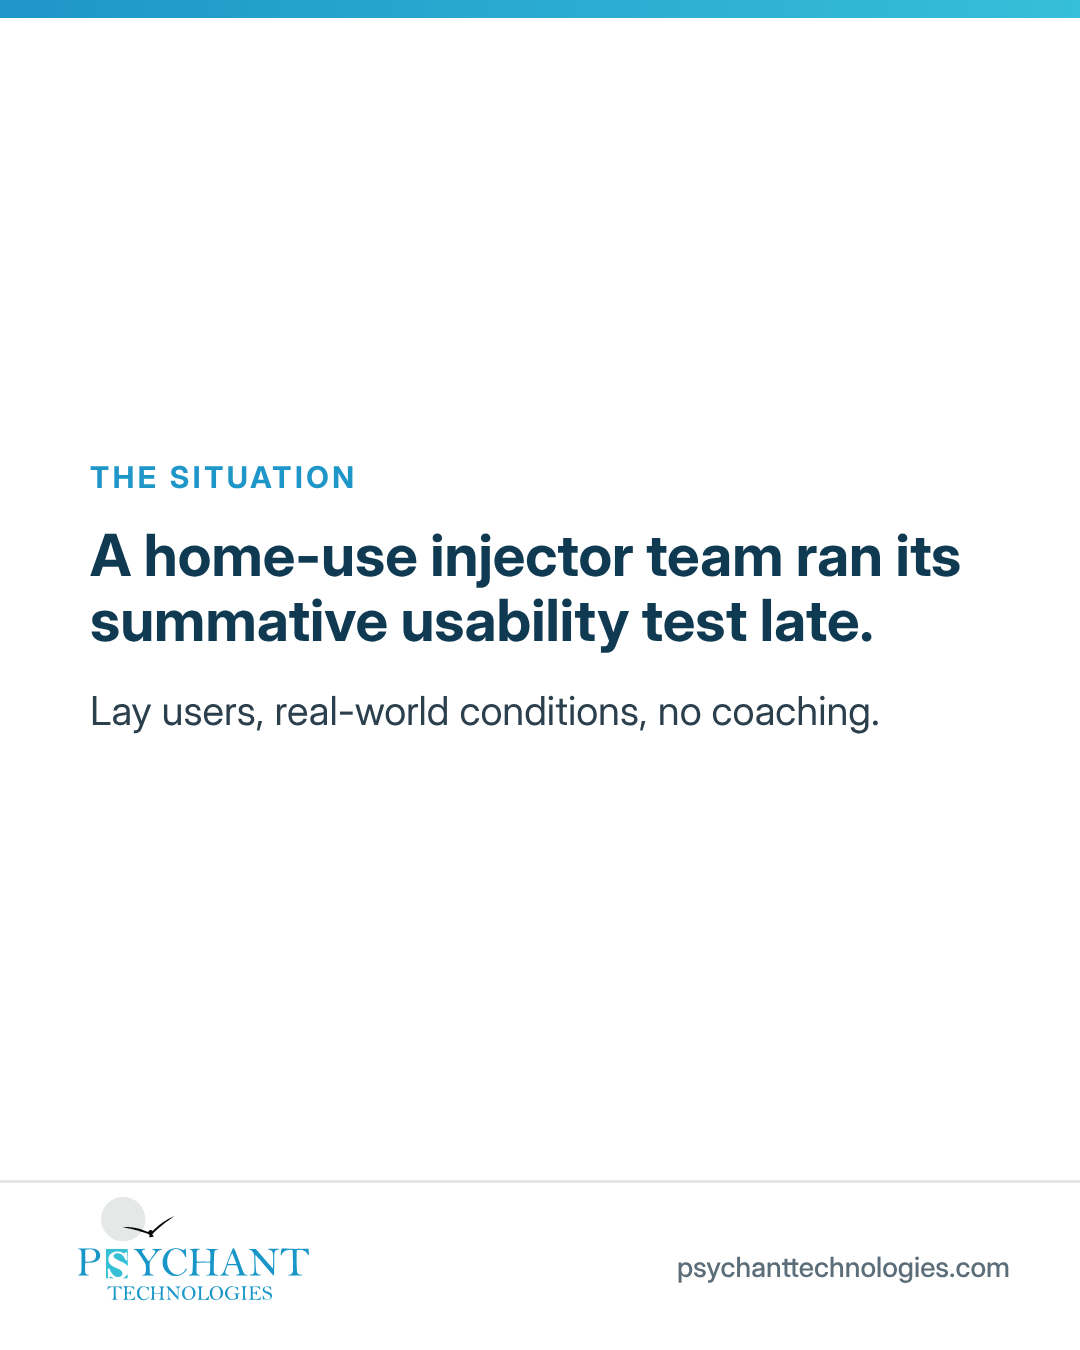 THE SITUATION
A home-use injector team ran its
summative usability test late.
Lay users, real-world conditions, no coaching.
PSYCHANT
TECHNOLOGIES
psychanttechnologies.com